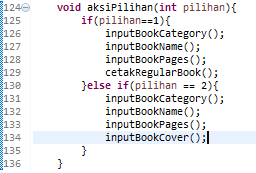 124 void aksiPilihan(int pilihan){
125 if(pilihan==1){
126 inputBookCategory();
127 inputBookName();
128 inputBookPages();
129 cetakRegularBook();
130 }else if(pilihan == 2){
131 inputBookCategory();
132 inputBookName();
133 inputBookPages();
134 inputBookCover();
135 }
136 }